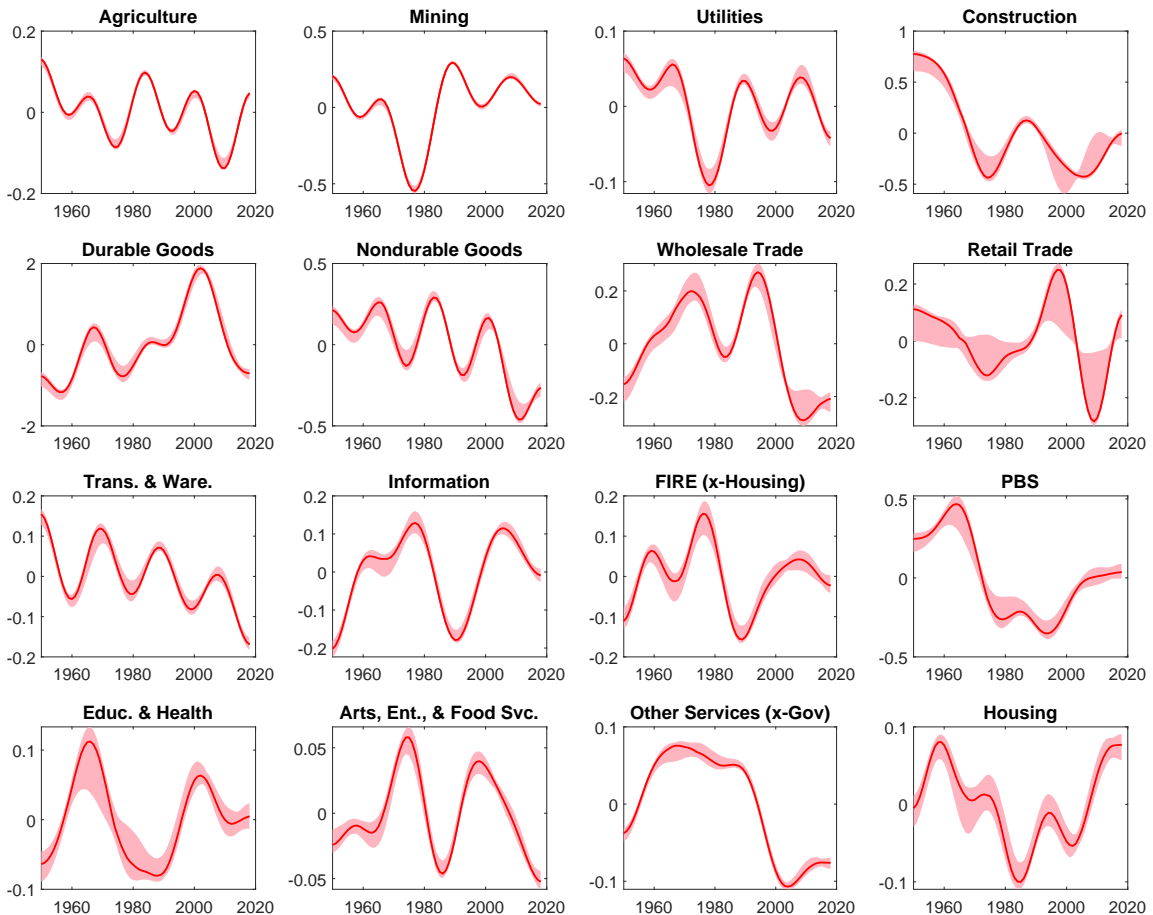 Agriculture
0.2
0
-0.2
1960 1980 2000 2020
Mining
0.5
0
-0.5
1960 1980 2000 2020
Utilities
0.1
0
-0.1
1960 1980 2000 2020
Construction
1
0.5
0
-0.5
1960 1980 2000 2020
Durable Goods
2
0
-2
1960 1980 2000 2020
Nondurable Goods
0.5
0
-0.5
1960 1980 2000 2020
Wholesale Trade
0.2
0
-0.2
1960 1980 2000 2020
Retail Trade
0.2
0
-0.2
1960 1980 2000 2020
Trans. & Ware.
0.2
0.1
0
-0.1
-0.2
1960 1980 2000 2020
Information
0.2
0.1
0
-0.1
-0.2
1960 1980 2000 2020
FIRE (x-Housing)
0.2
0.1
0
-0.1
-0.2
1960 1980 2000 2020
PBS
0.5
0
-0.5
1960 1980 2000 2020
Educ. & Health
0.1
0
-0.1
1960 1980 2000 2020
Arts, Ent., & Food Svc.
0.05
0
-0.05
1960 1980 2000 2020
Other Services (x-Gov)
0.1
0
-0.1
1960 1980 2000 2020
Housing
0.1
0
-0.1
1960 1980 2000 2020